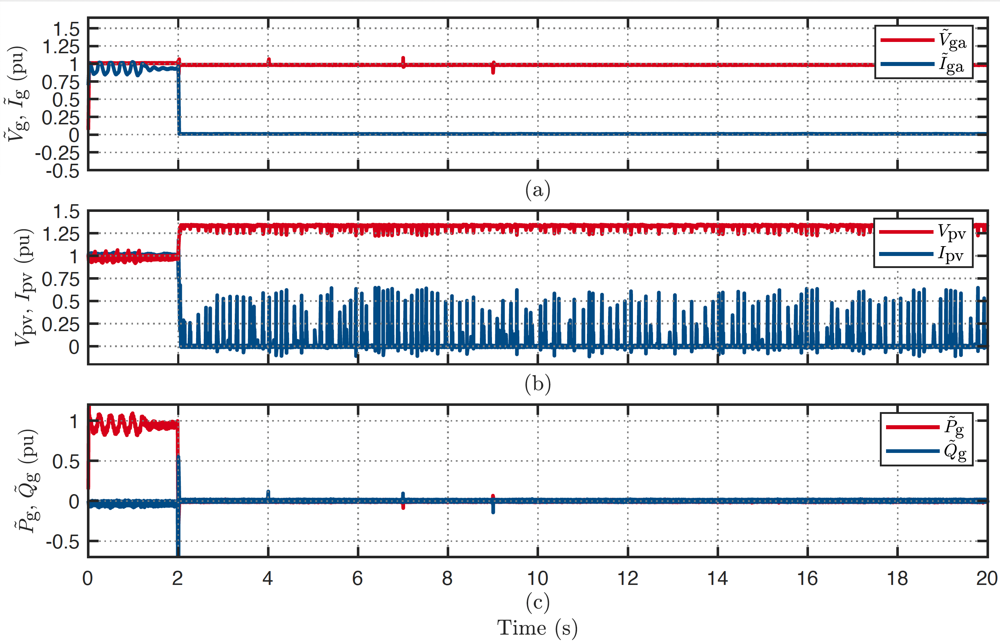 1.5
1.25
1
0.75
0.5
0.25
0
-0.25
-0.5
Ṽg, Ĩg (pu)
Ṽga
Ĩga
(a)
1.5
1.25
1
0.75
0.5
0.25
0
Vpv, Ipv (pu)
Vpv
Ipv
(b)
1
0.5
0
-0.5
P̃g, Q̃g (pu)
P̃g
Q̃g
0 2 4 6 8 10 12 14 16 18 20
(c)
Time (s)